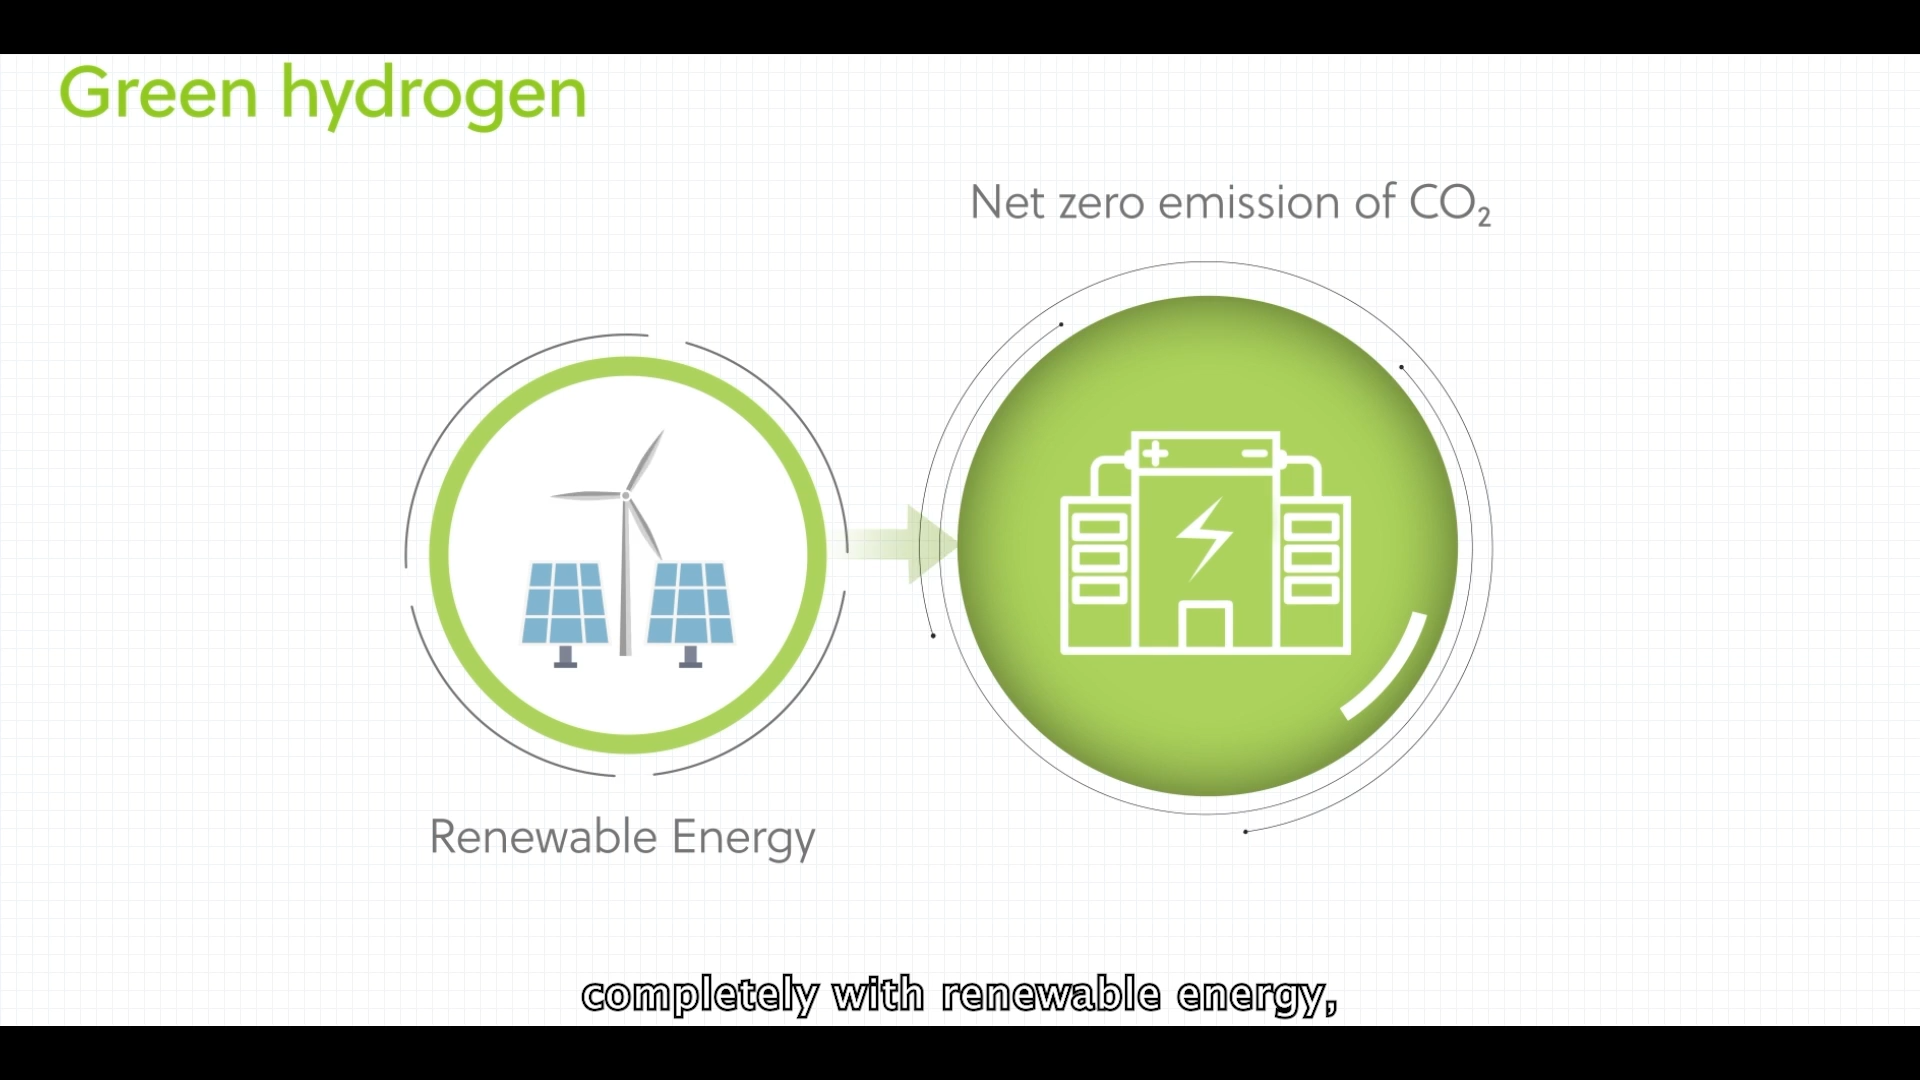 Green hydrogen
Net zero emission of CO₂
Renewable Energy
completely with renewable energy,